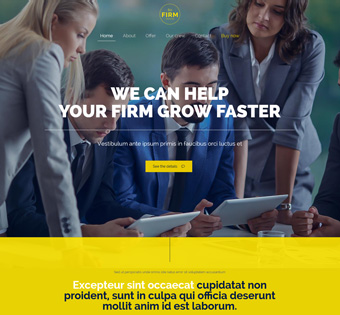 THE
FIRM
Home About Offer Our crew Contact Buy Now
WE CAN HELP
YOUR FIRM GROW FASTER
Vestibulum ante ipsum primis in faucibus orci luctus et
See the details
Excepteur sint occaecat cupidatat non
proident, sunt in culpa qui officia deserunt
mollit anim id est laborum.